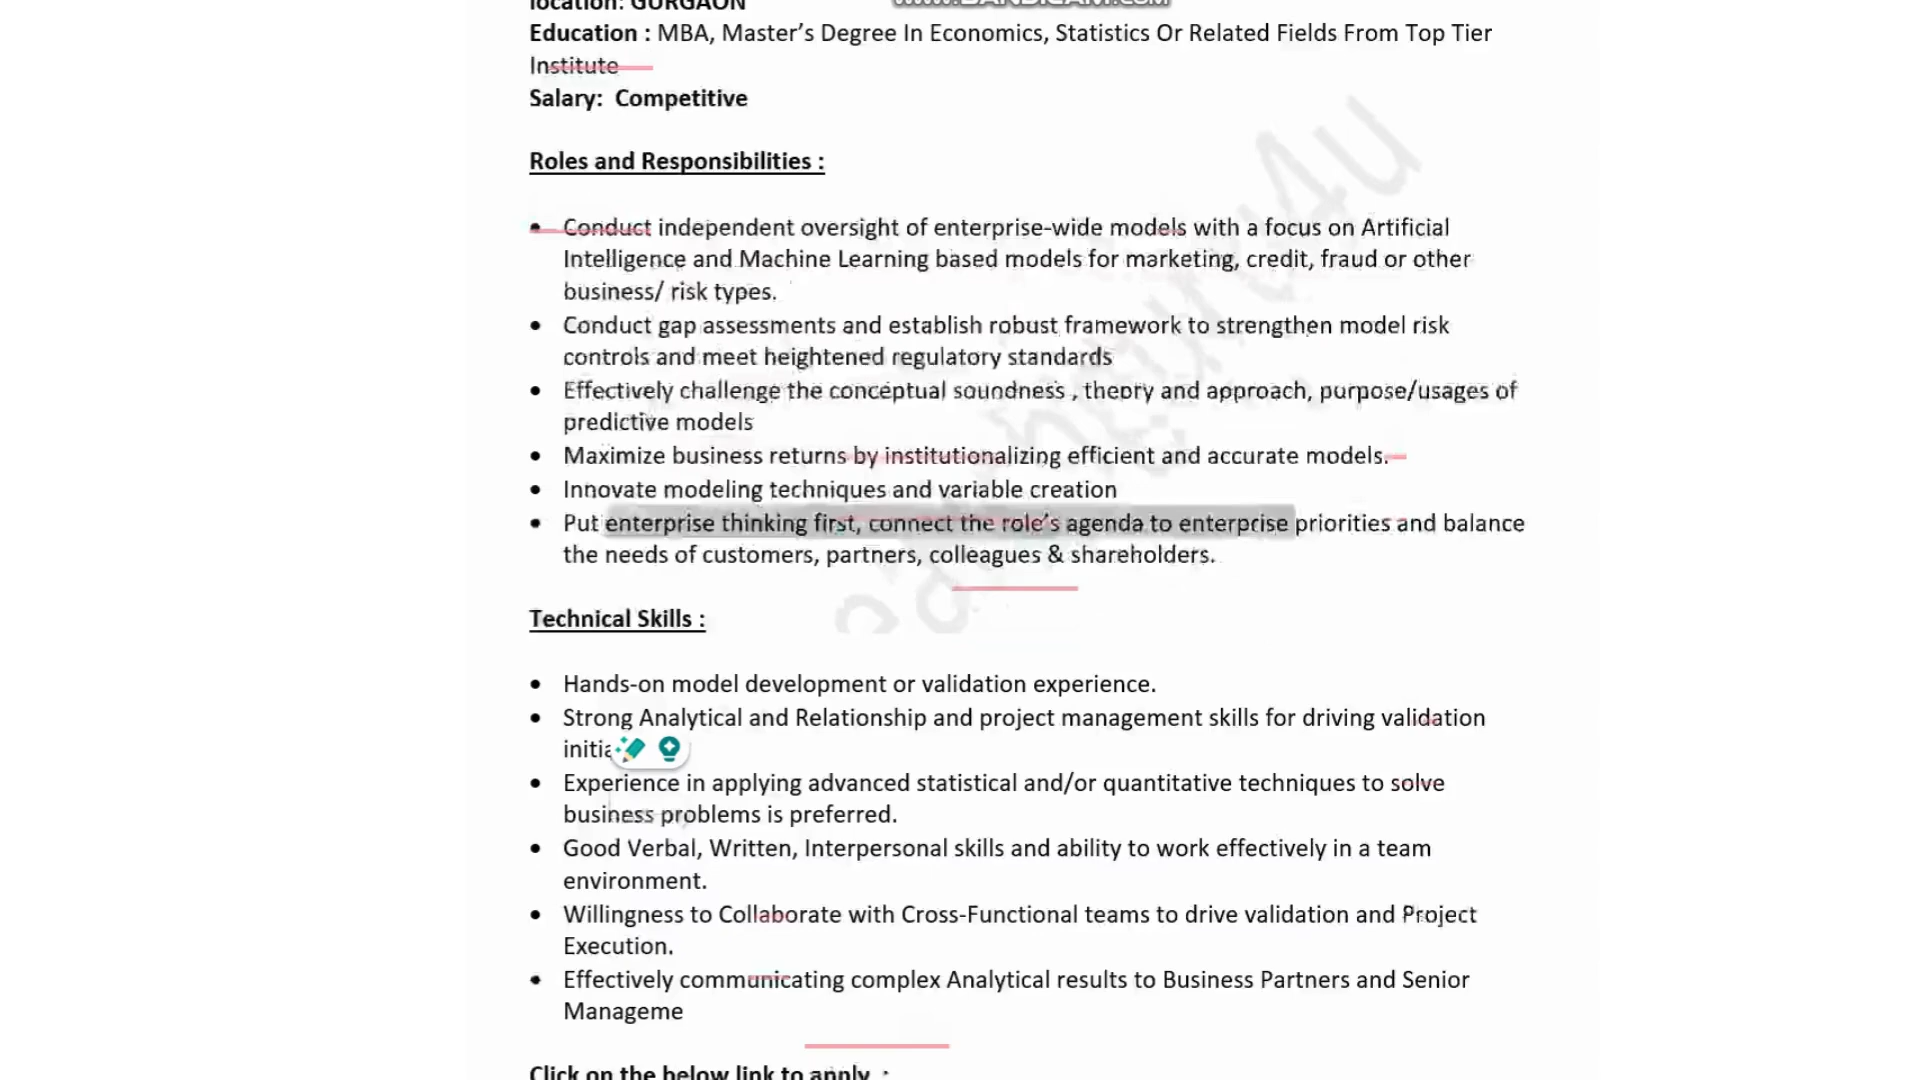 location: GURGAON
www.BANDICAM.com
Education : MBA, Master's Degree In Economics, Statistics Or Related Fields From Top Tier
Institute
Salary:  Competitive
Roles and Responsibilities :
• Conduct independent oversight of enterprise-wide models with a focus on Artificial
Intelligence and Machine Learning based models for marketing, credit, fraud or other
business/ risk types.
• Conduct gap assessments and establish robust framework to strengthen model risk
controls and meet heightened regulatory standards
• Effectively challenge the conceptual soundness , theory and approach, purpose/usages of
predictive models
• Maximize business returns by institutionalizing efficient and accurate models.
• Innovate modeling techniques and variable creation
• Put enterprise thinking first, connect the role's agenda to enterprise priorities and balance
the needs of customers, partners, colleagues & shareholders.
Technical Skills :
• Hands-on model development or validation experience.
• Strong Analytical and Relationship and project management skills for driving validation
initia
• Experience in applying advanced statistical and/or quantitative techniques to solve
business problems is preferred.
• Good Verbal, Written, Interpersonal skills and ability to work effectively in a team
environment.
• Willingness to Collaborate with Cross-Functional teams to drive validation and Project
Execution.
• Effectively communicating complex Analytical results to Business Partners and Senior
Manageme
Click on the below link to apply  :